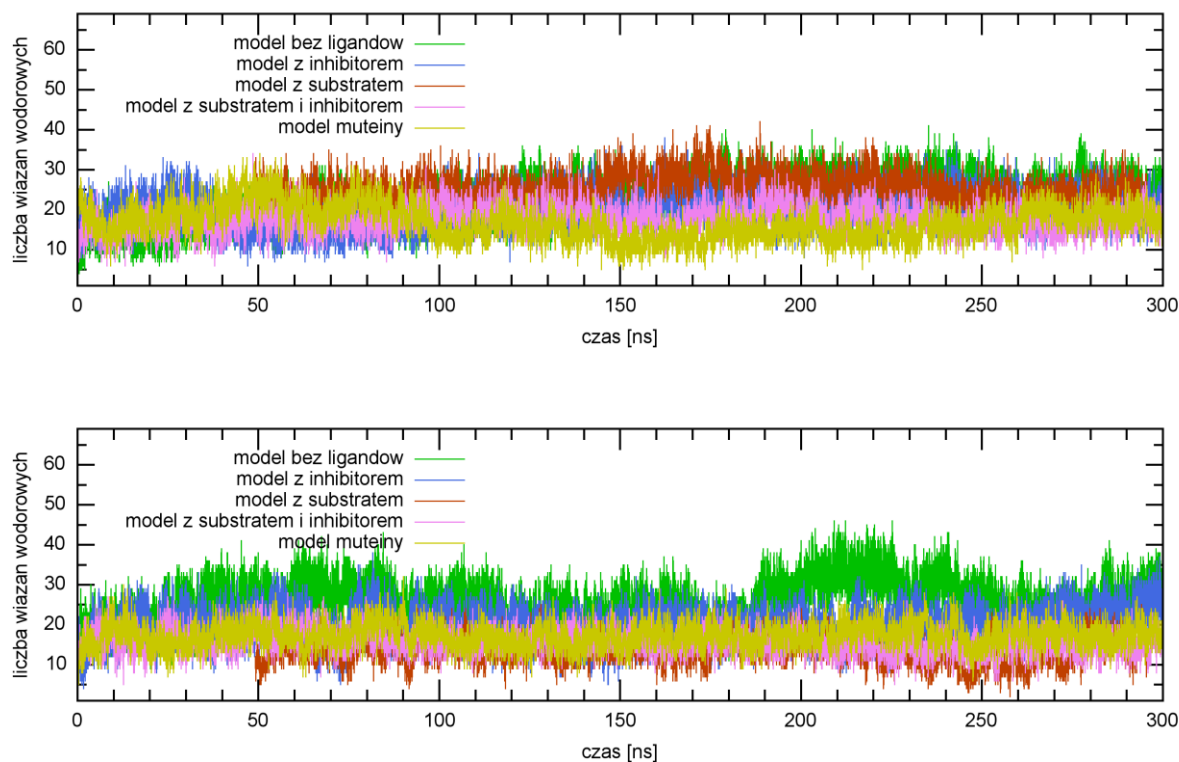 liczba wiazan wodorowych
60
50
40
30
20
10
model bez ligandow
model z inhibitorem
model z substratem
model z substratem i inhibitorem
model muteiny
0
50
100
150
200
250
300
czas [ns]
liczba wiazan wodorowych
60
50
40
30
20
10
model bez ligandow
model z inhibitorem
model z substratem
model z substratem i inhibitorem
model muteiny
0
50
100
150
200
250
300
czas [ns]